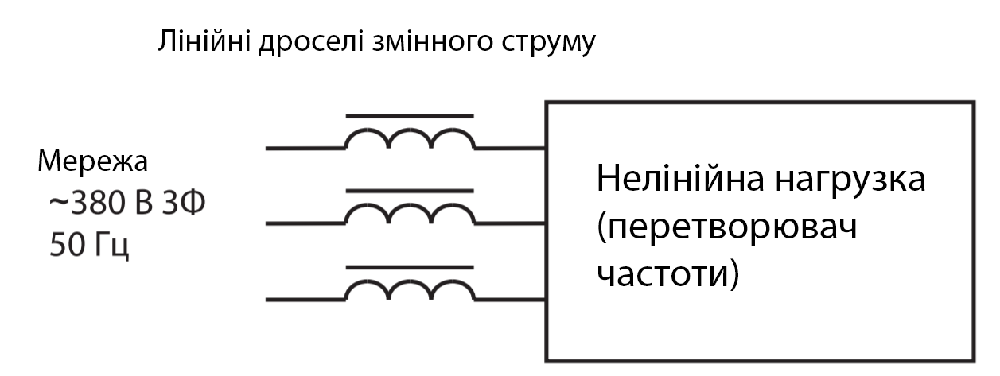 Лінійні дроселі змінного струму
Мережа
~380 В 3Ф
50 Гц
Нелінійна нагрузка
(перетворювач
частоти)